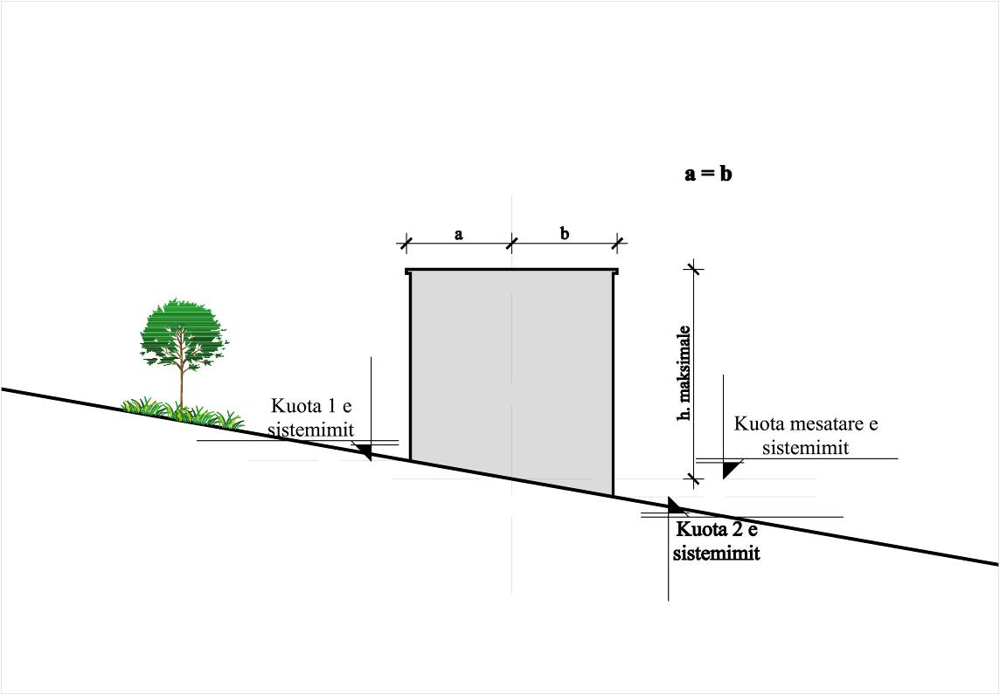 a = b
a
b
h. maksimale
Kuota 1 e
sistemimit
Kuota mesatare e
sistemimit
Kuota 2 e
sistemimit